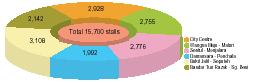 2,928
2,142
2,755
Total 15,700 stalls
3,108
2,776
1,992
City Centre
Wangsa Maju - Maluri
Sentul - Menjalara
Damansara - Penchala
Bukit Jalil - Seputeh
Bandar Tun Razak - Sg. Besi